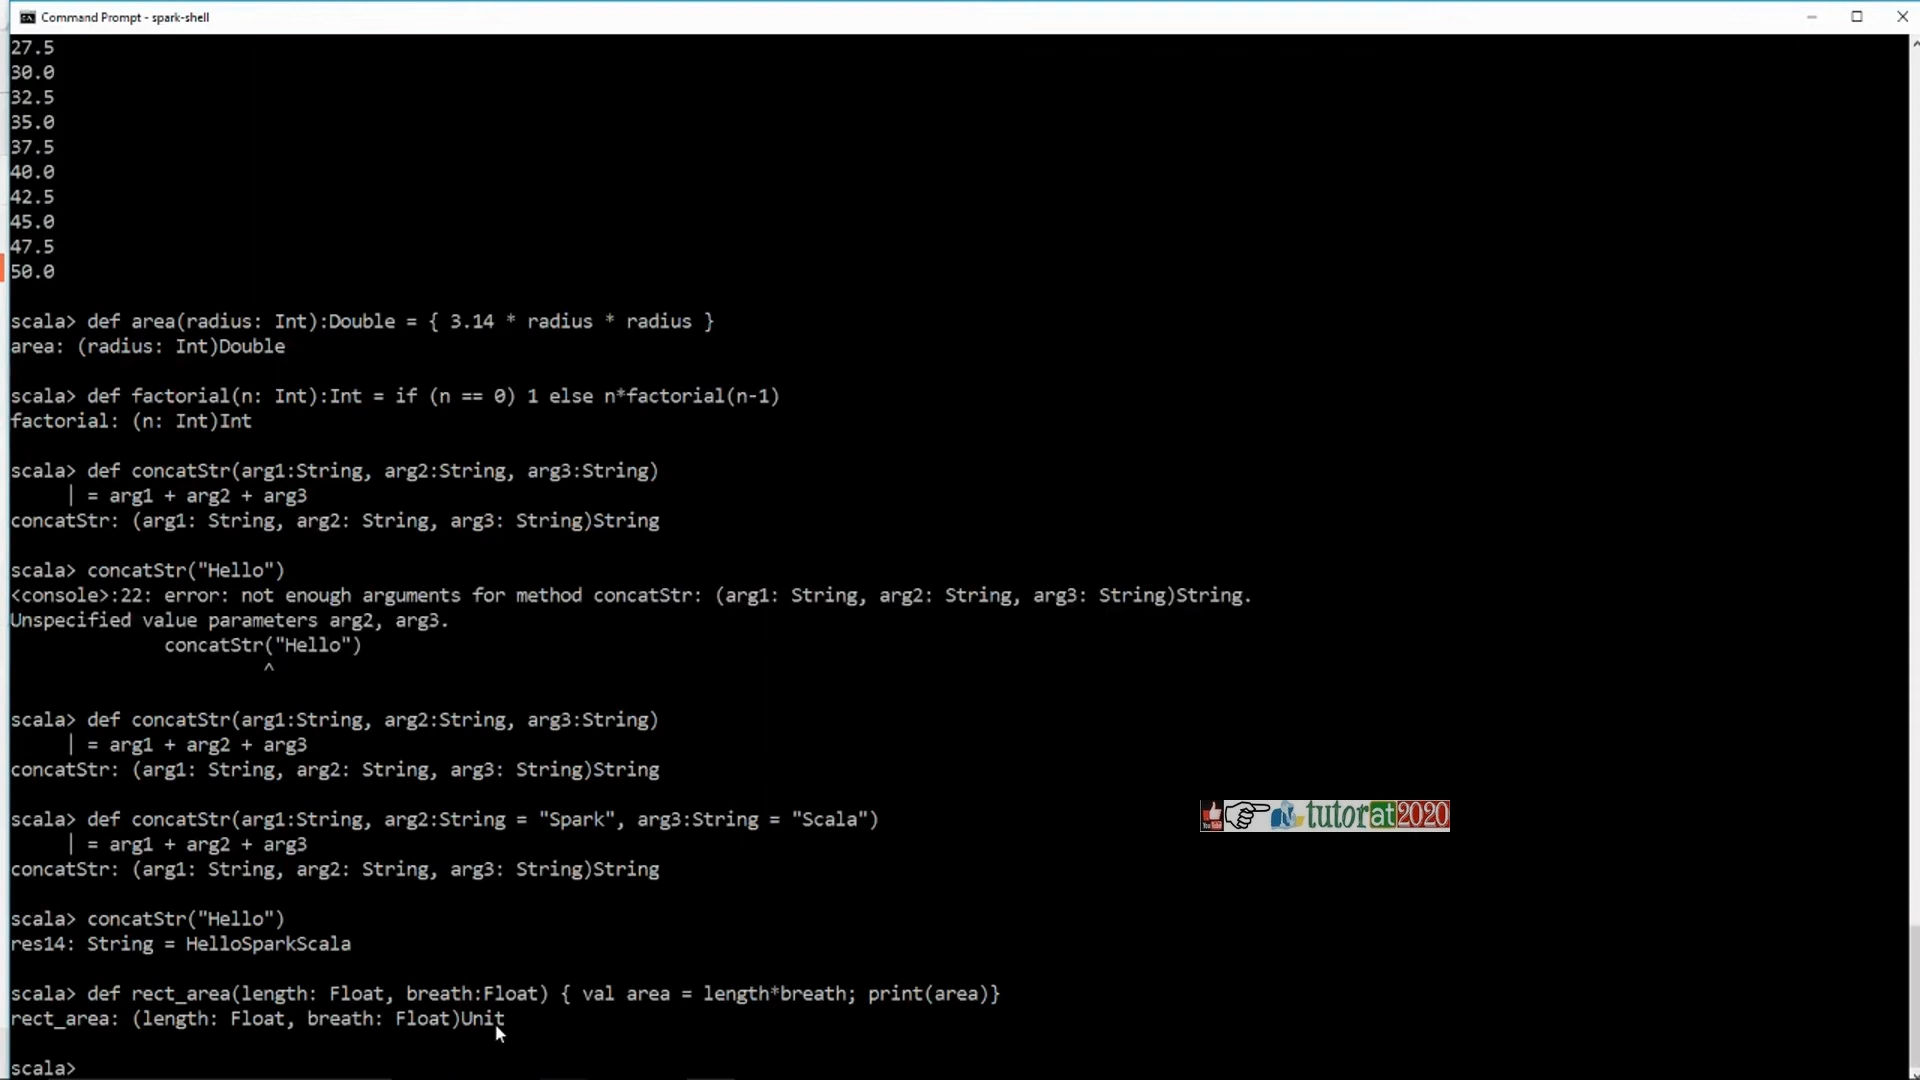 Command Prompt - spark-shell
27.5
30.0
32.5
35.0
37.5
40.0
42.5
45.0
47.5
50.0
scala> def area(radius: Int):Double = { 3.14 * radius * radius }
area: (radius: Int)Double
scala> def factorial(n: Int):Int = if (n == 0) 1 else n*factorial(n-1)
factorial: (n: Int)Int
scala> def concatStr(arg1:String, arg2:String, arg3:String)
| = arg1 + arg2 + arg3
concatStr: (arg1: String, arg2: String, arg3: String)String
scala> concatStr("Hello")
<console>:22: error: not enough arguments for method concatStr: (arg1: String, arg2: String, arg3: String)String.
Unspecified value parameters arg2, arg3.
concatStr("Hello")
^
scala> def concatStr(arg1:String, arg2:String, arg3:String)
| = arg1 + arg2 + arg3
concatStr: (arg1: String, arg2: String, arg3: String)String
scala> def concatStr(arg1:String, arg2:String = "Spark", arg3:String = "Scala")
| = arg1 + arg2 + arg3
concatStr: (arg1: String, arg2: String, arg3: String)String
scala> concatStr("Hello")
res14: String = HelloSparkScala
scala> def rect_area(length: Float, breath:Float) { val area = length*breath; print(area)}
rect_area: (length: Float, breath: Float)Unit
scala>
tutorat2020